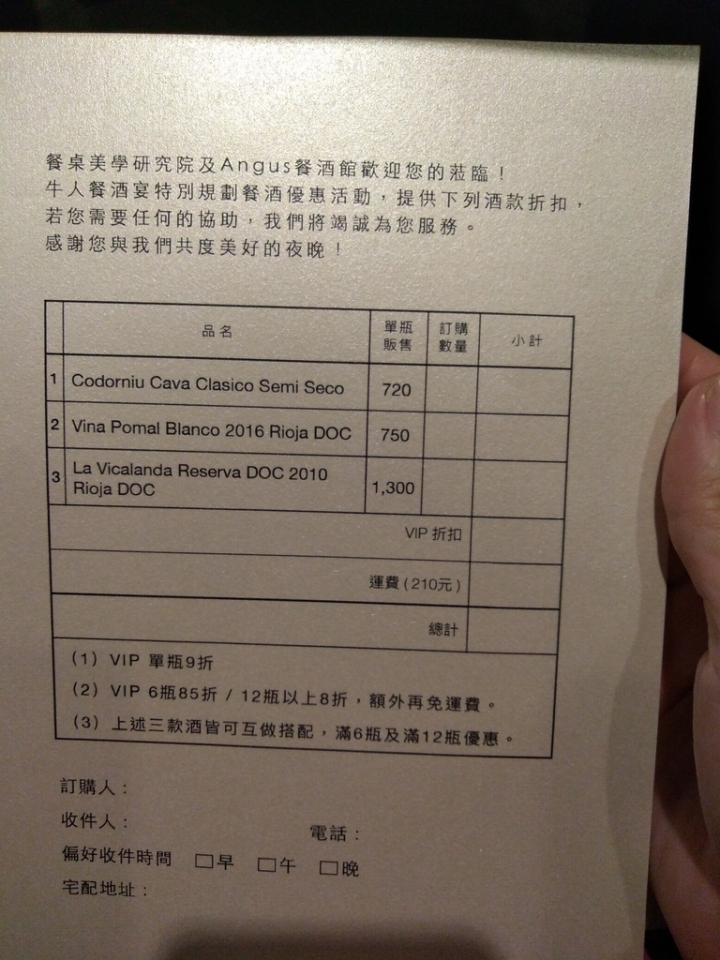 餐桌美學研究院及Angus餐酒館歡迎您的蒞臨！
牛人餐酒宴特別規劃餐酒優惠活動，提供下列酒款折扣，
若您需要任何的協助，我們將竭誠為您服務。
感謝您與我們共度美好的夜晚！
品名 單瓶販售 訂購數量 小計
1 Codorniu Cava Clasico Semi Seco 720
2 Vina Pomal Blanco 2016 Rioja DOC 750
3 La Vicalanda Reserva DOC 2010
Rioja DOC 1,300
VIP 折扣
運費(210元)
總計
(1) VIP 單瓶9折
(2) VIP 6瓶85折 / 12瓶以上8折，額外再免運費。
(3) 上述三款酒皆可互做搭配，滿6瓶及滿12瓶優惠。
訂購人：
收件人： 電話：
偏好收件時間 □早 □午 □晚
宅配地址：